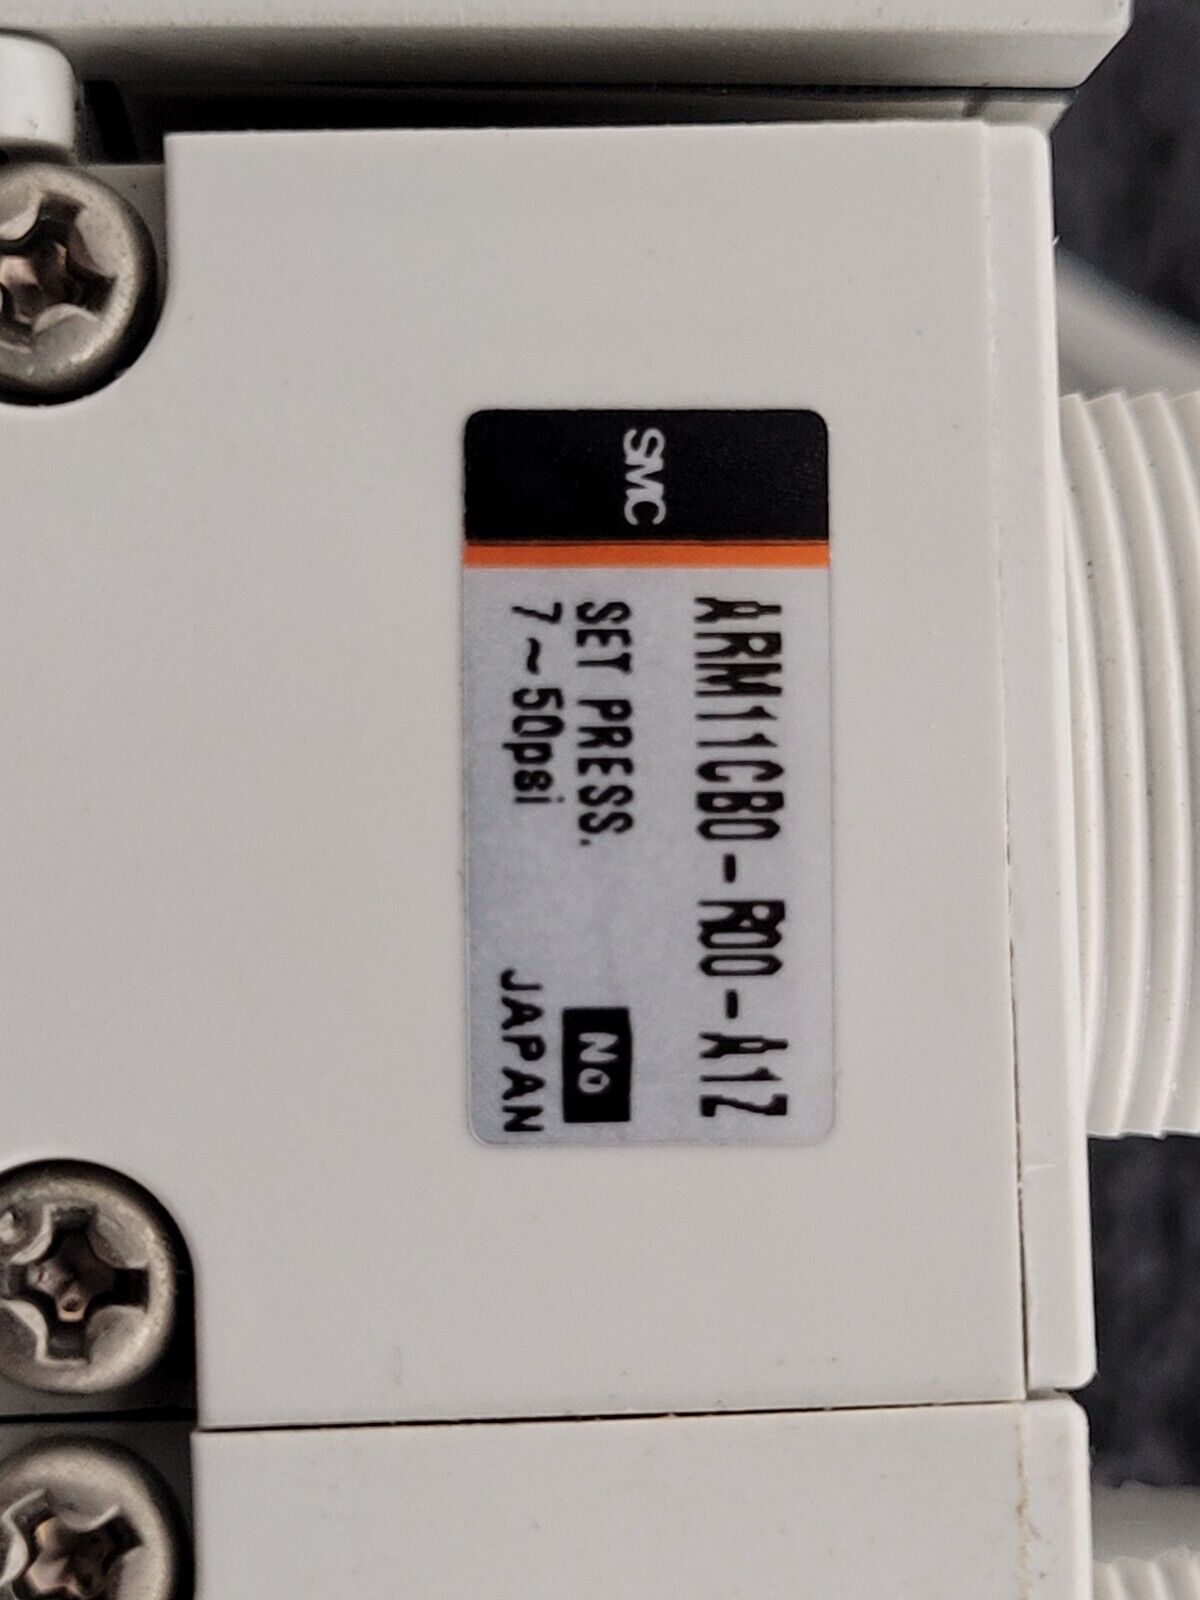 SMC
ARM11CB0-R00-A1Z
SET PRESS.
7~50psi
No
JAPAN